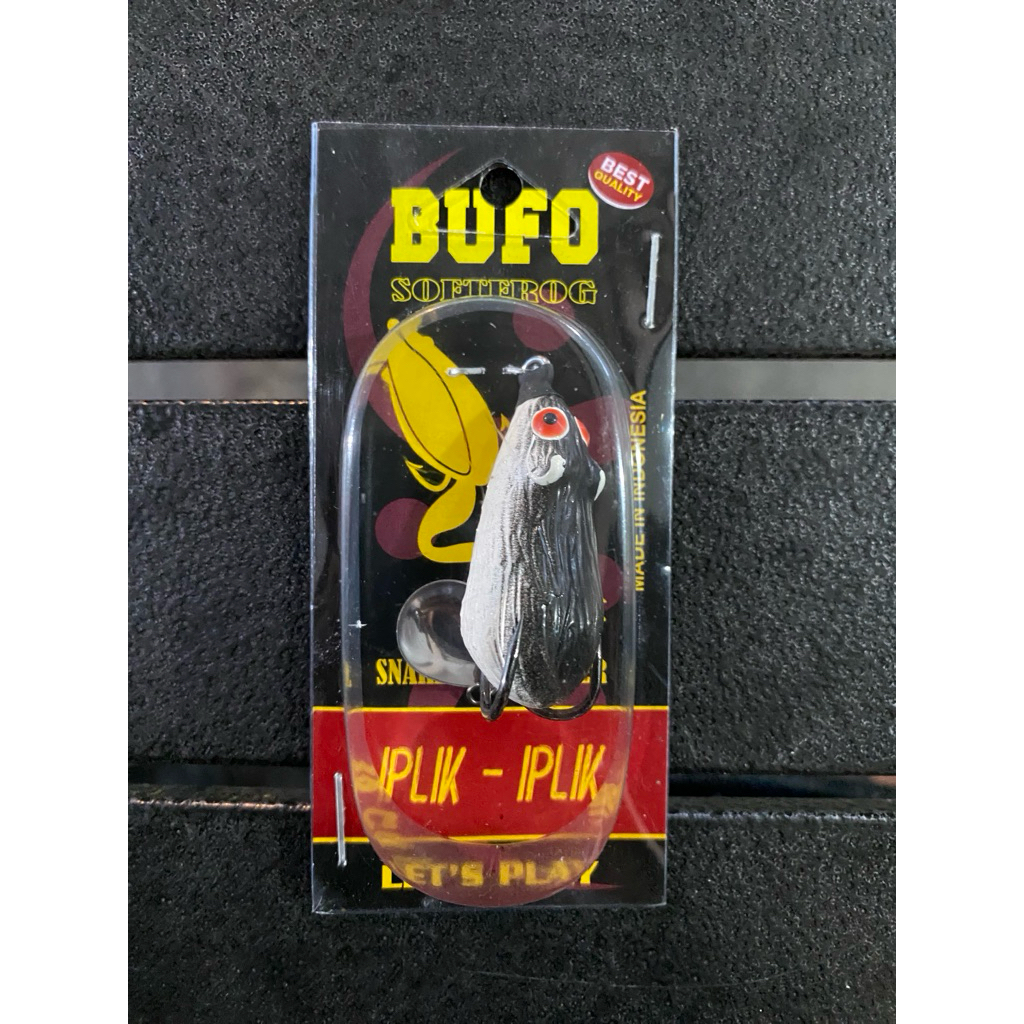 BEST
QUALITY
BUFO
SOFTFROG
MADE IN INDONESIA
IPLIK - IPLIK
LET'S PLAY